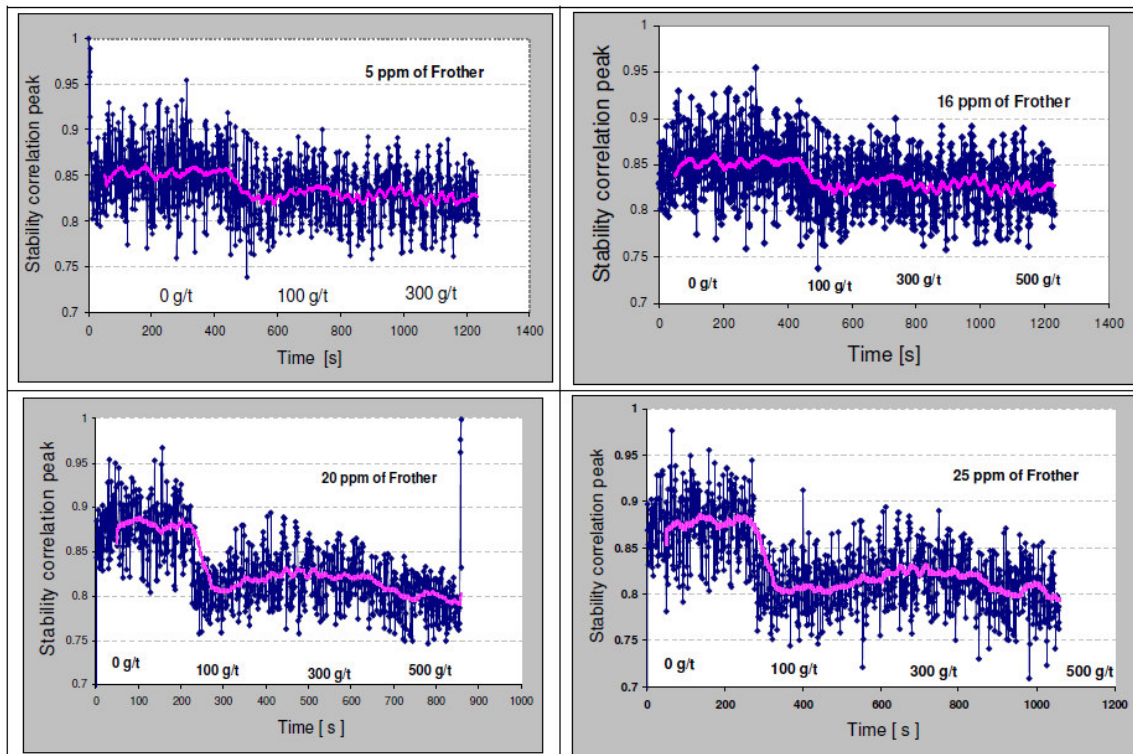 Stability correlation peak
1
0.95
0.9
0.85
0.8
0.75
0.7
5 ppm of Frother
0 g/t 100 g/t 300 g/t
0 200 400 600 800 1000 1200 1400
Time [s]
Stability correlation peak
1
0.95
0.9
0.85
0.8
0.75
0.7
16 ppm of Frother
0 g/t 100 g/t 300 g/t 500 g/t
0 200 400 600 800 1000 1200 1400
Time [s]
Stability correlation peak
1
0.95
0.9
0.85
0.8
0.75
0.7
20 ppm of Frother
0 g/t 100 g/t 300 g/t 500 g/t
0 100 200 300 400 500 600 700 800 900 1000
Time [ s ]
Stability correlation peak
1
0.95
0.9
0.85
0.8
0.75
0.7
25 ppm of Frother
0 g/t 100 g/t 300 g/t 500 g/t
0 200 400 600 800 1000 1200
Time [ s ]